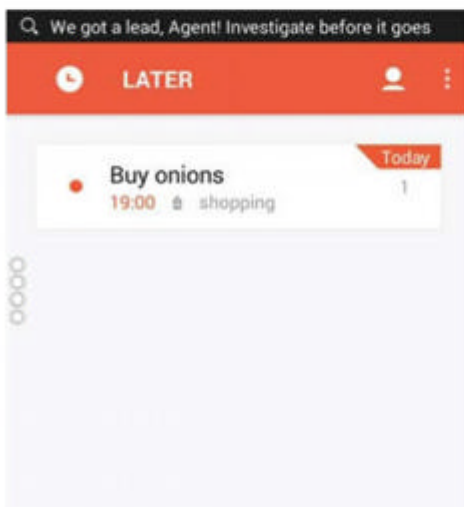 We got a lead, Agent! Investigate before it goes
LATER
Today
Buy onions
1
19:00 shopping